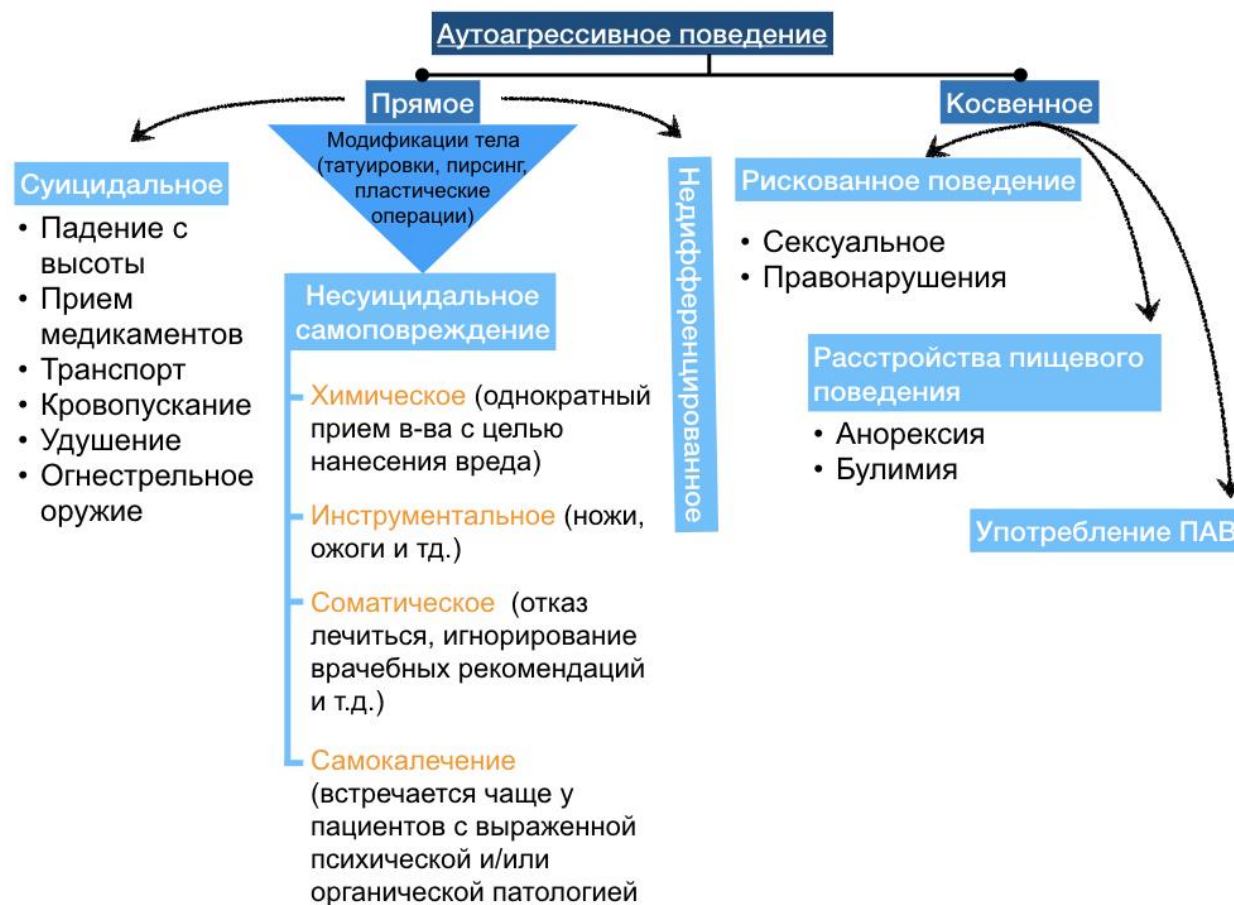 Аутоагрессивное поведение
Прямое
Косвенное
Модификации тела
(татуировки, пирсинг,
пластические
операции)
Суицидальное
• Падение с
высоты
• Прием
медикаментов
• Транспорт
• Кровопускание
• Удушение
• Огнестрельное
оружие
Несуицидальное
самоповреждение
Химическое (однократный
прием в-ва с целью
нанесения вреда)
Инструментальное (ножи,
ожоги и тд.)
Соматическое (отказ
лечиться, игнорирование
врачебных рекомендаций
и т.д.)
Самокалечение
(встречается чаще у
пациентов с выраженной
психической и/или
органической патологией
Недифференцированное
Рискованное поведение
• Сексуальное
• Правонарушения
Расстройства пищевого
поведения
• Анорексия
• Булимия
Употребление ПАВ